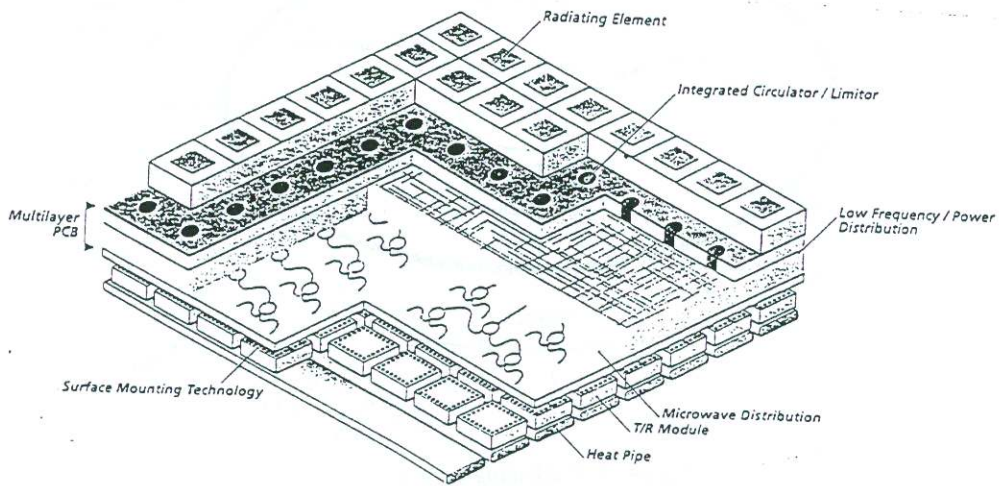 Radiating Element
Integrated Circulator / Limitor
Multilayer
PCB
Low Frequency / Power
Distribution
Surface Mounting Technology
Microwave Distribution
T/R Module
Heat Pipe